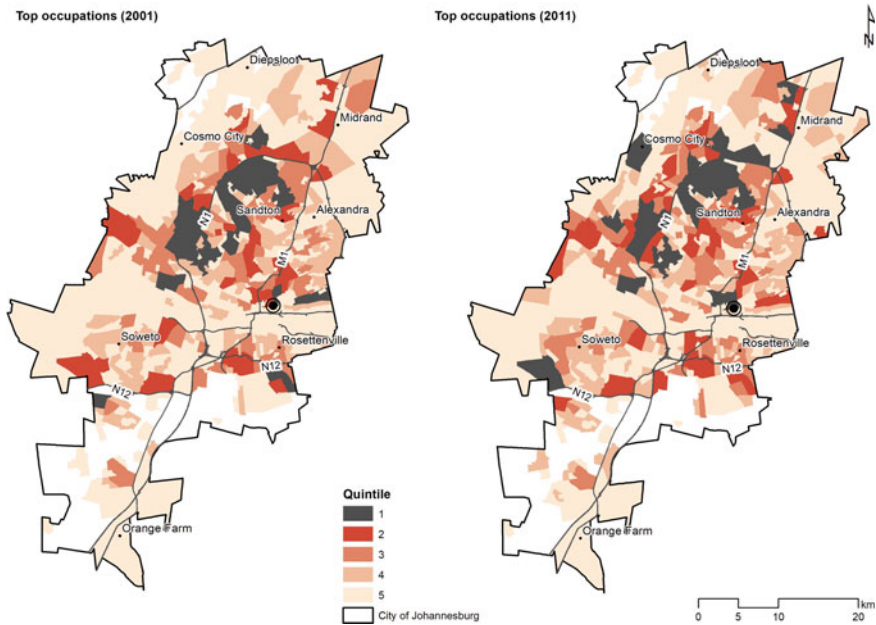 Top occupations (2001)
Diepsloot
Midrand
Cosmo City
N1
Sandton
Alexandra
M1
Soweto
Rosettenville
N12
N12
Orange Farm
Quintile
1
2
3
4
5
City of Johannesburg
Top occupations (2011)
N
Diepsloot
Midrand
Cosmo City
N1
Sandton
Alexandra
M1
Soweto
Rosettenville
N12
N12
Orange Farm
km
0 5 10 20